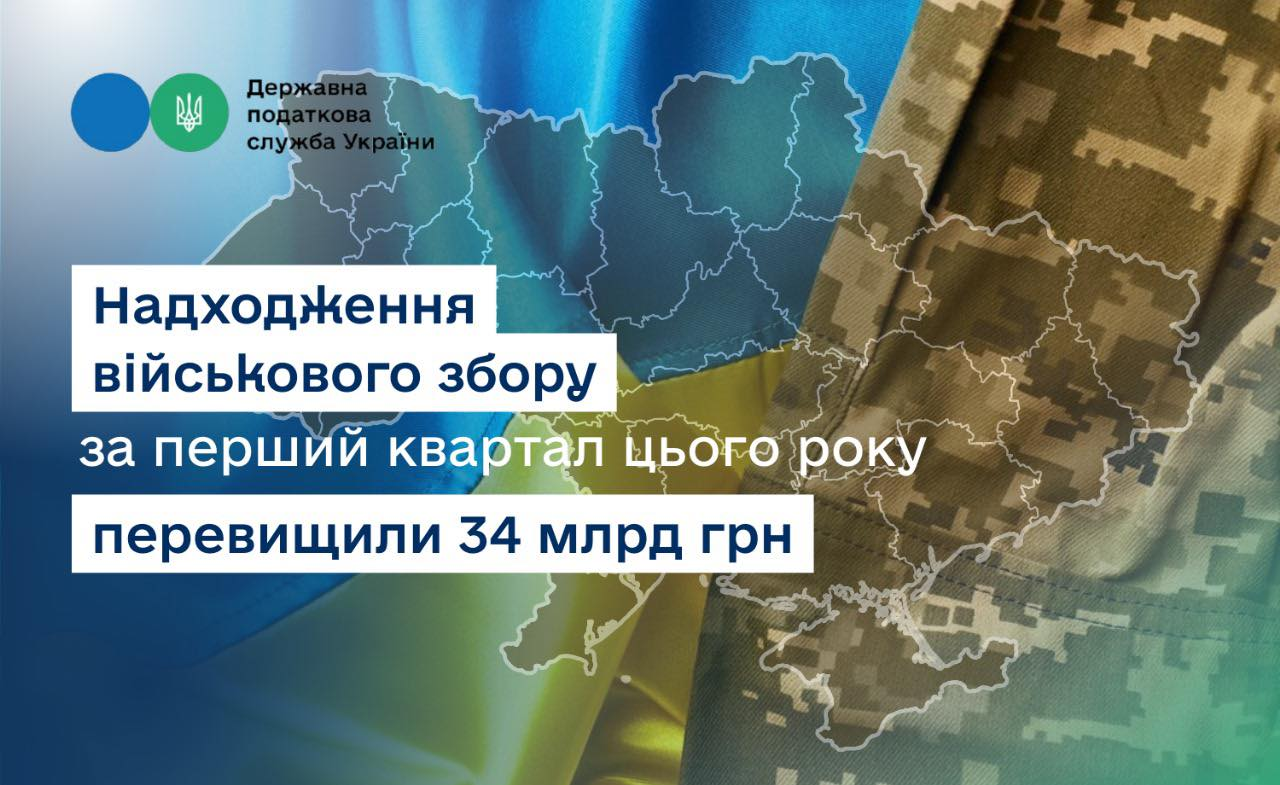 Державна
податкова
служба України
Надходження
військового збору
за перший квартал цього року
перевищили 34 млрд грн